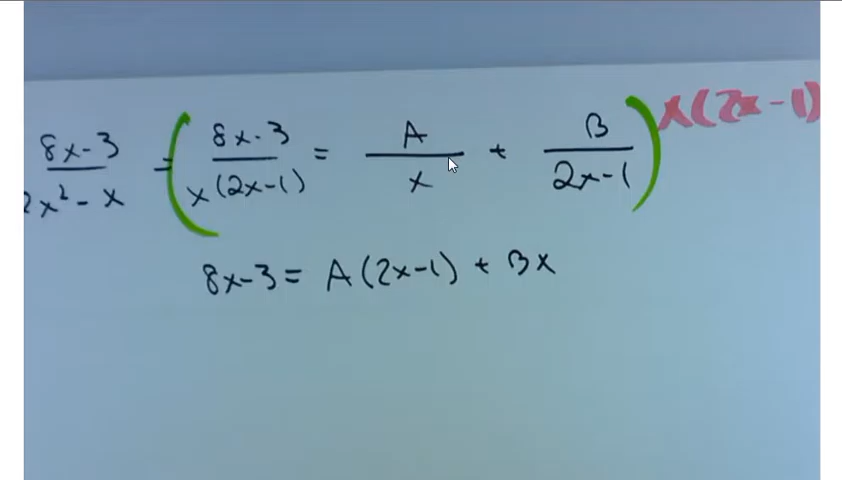 8x-3/2x² - x = (8x-3/x(2x-1) = A/x + B/2x-1) x(2x-1)
8x-3 = A(2x-1) + Bx